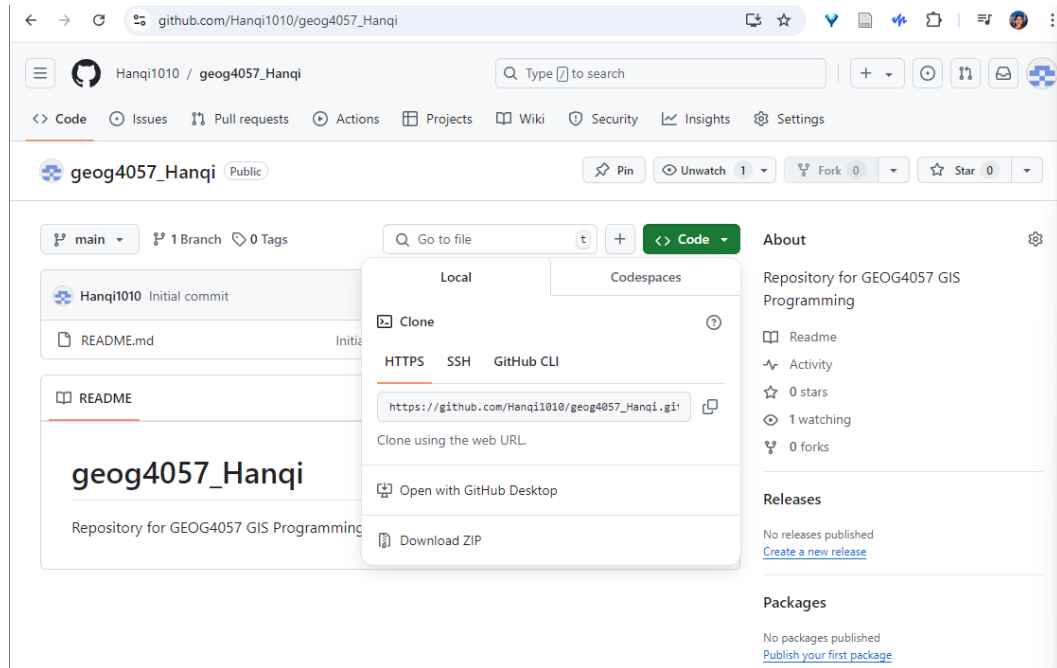 github.com/Hanqi1010/geog4057_Hanqi
Hanqi1010 / geog4057_Hanqi
Type / to search
Code Issues Pull requests Actions Projects Wiki Security Insights Settings
geog4057_Hanqi Public
Pin Unwatch 1 Fork 0 Star 0
main 1 Branch 0 Tags
Go to file t + Code
Local Codespaces
Clone
HTTPS SSH GitHub CLI
https://github.com/Hanqi1010/geog4057_Hanqi.git
Clone using the web URL.
Open with GitHub Desktop
Download ZIP
Hanqi1010 Initial commit
README.md Initia
README
geog4057_Hanqi
Repository for GEOG4057 GIS Programming
About
Repository for GEOG4057 GIS
Programming
Readme
Activity
0 stars
1 watching
0 forks
Releases
No releases published
Create a new release
Packages
No packages published
Publish your first package